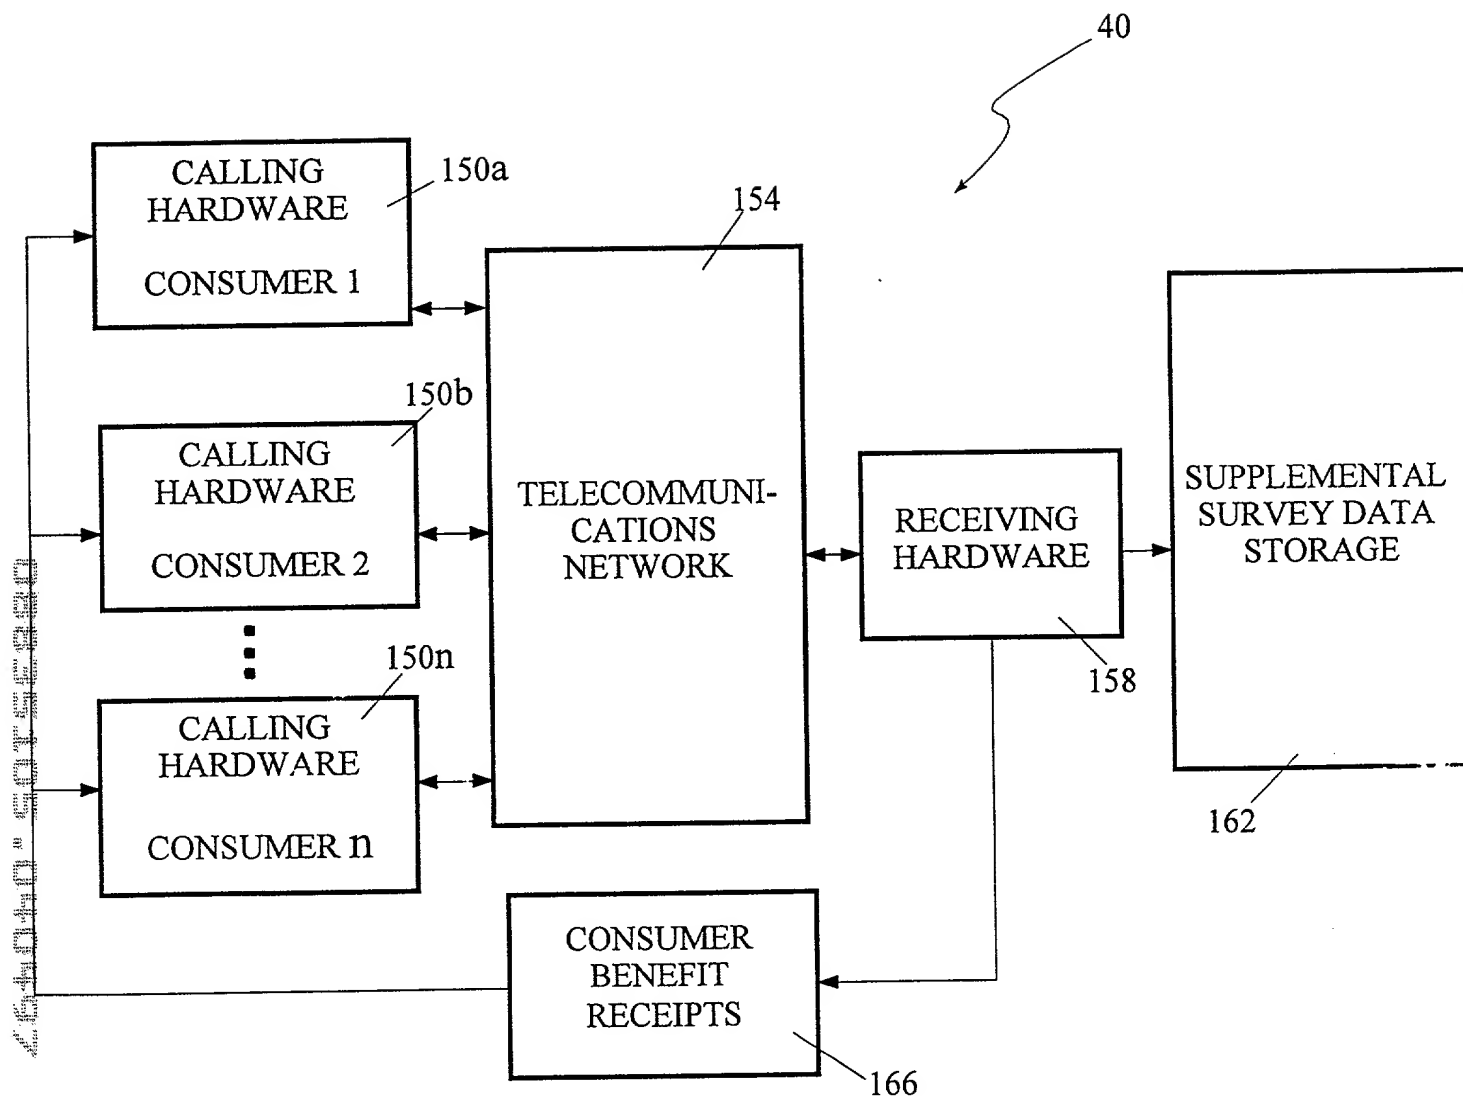 40
CALLING
HARDWARE
CONSUMER 1
150a
154
CALLING
HARDWARE
CONSUMER 2
150b
TELECOMMUNI-
CATIONS
NETWORK
RECEIVING
HARDWARE
158
SUPPLEMENTAL
SURVEY DATA
STORAGE
162
CALLING
HARDWARE
CONSUMER n
150n
CONSUMER
BENEFIT
RECEIPTS
166